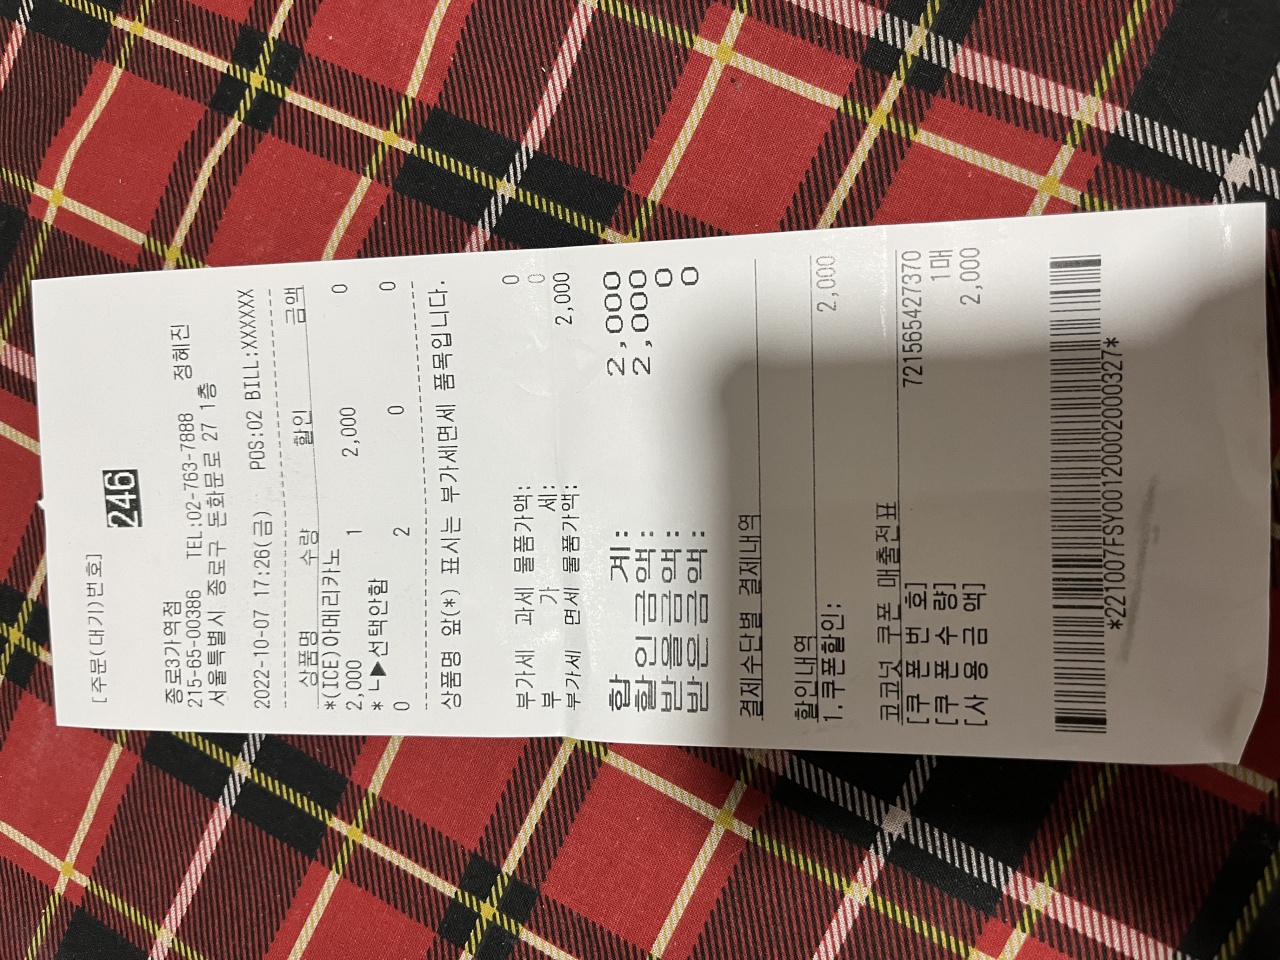 [주문(대기)번호]
246
종로3가역점
215-65-00386 TEL:02-763-7888 정혜진
서울특별시 종로구 돈화문로 27 1층
2022-10-07 17:26(금) POS:02 BILL:XXXXXX
상품명 수량 할인 금액
*(ICE)아메리카노
2,000 1 2,000 0
* ┗▶선택안함
0 2 0 0
상품명 앞(*) 표시는 부가세면세 품목입니다.
부가세 과세 물품가액: 0
부 가 세: 0
부가세 면세 물품가액: 2,000
합 계: 2,000
할인금액: 2,000
받을금액: 0
받은금액: 0
결제수단별 결제내역
할인내역
1.쿠폰할인: 2,000
코코넛 쿠폰 매출전표
[쿠 폰 번 호] 721565427370
[쿠 폰 수 량] 1매
[사 용 금 액] 2,000
*221007FSY00120002000327*